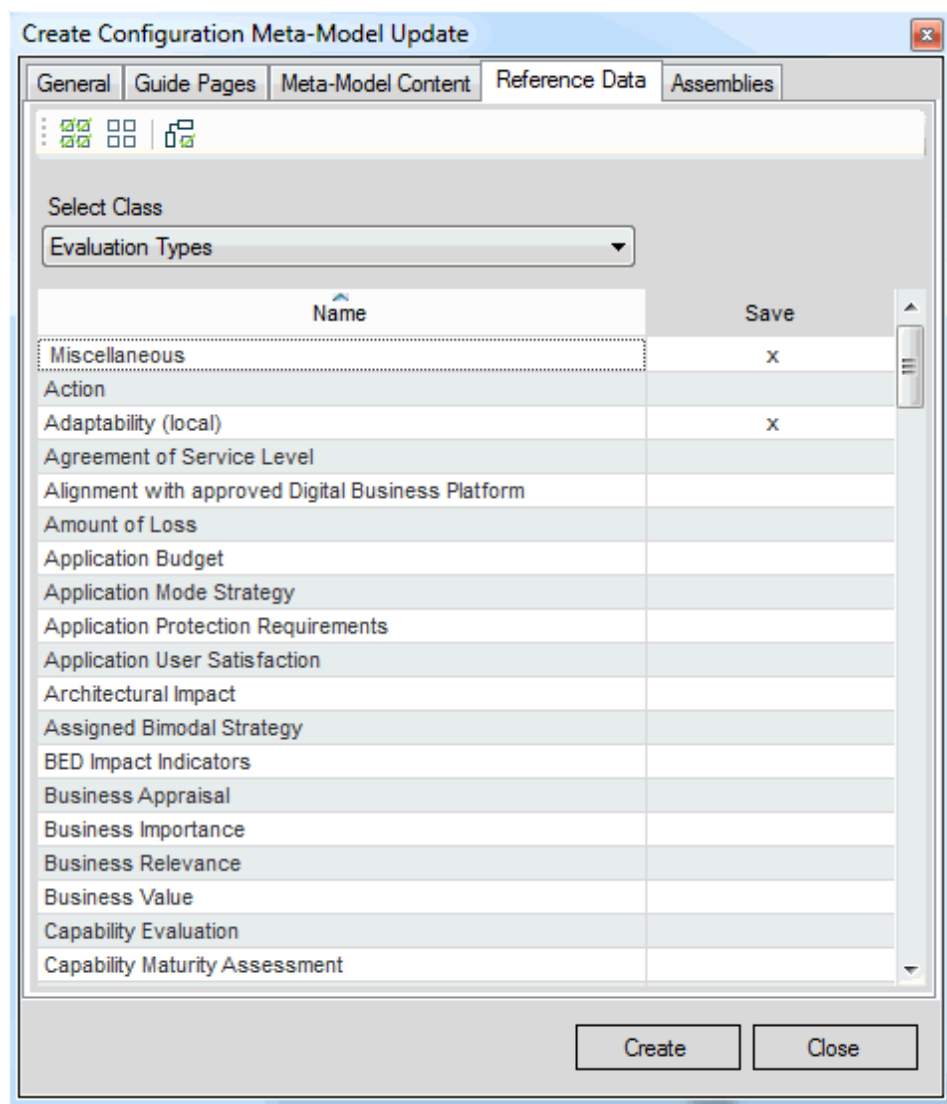 Create Configuration Meta-Model Update
General Guide Pages Meta-Model Content Reference Data Assemblies
Select Class
Evaluation Types
Name Save
Miscellaneous x
Action
Adaptability (local) x
Agreement of Service Level
Alignment with approved Digital Business Platform
Amount of Loss
Application Budget
Application Mode Strategy
Application Protection Requirements
Application User Satisfaction
Architectural Impact
Assigned Bimodal Strategy
BED Impact Indicators
Business Appraisal
Business Importance
Business Relevance
Business Value
Capability Evaluation
Capability Maturity Assessment
Create Close